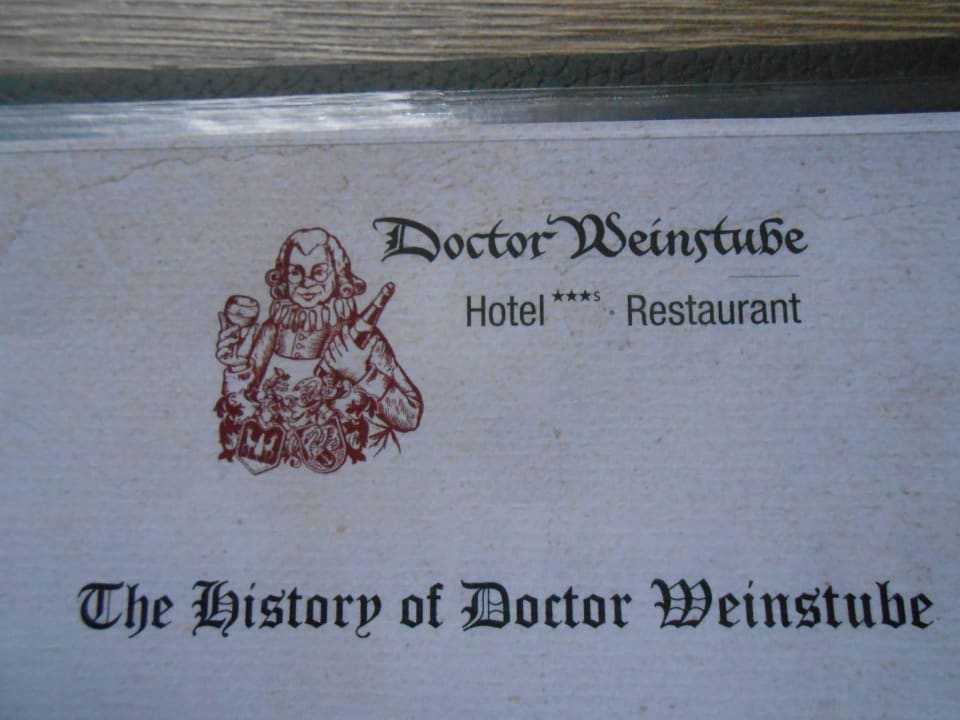 Doctor Weinstube
Hotel ★★★s · Restaurant
The History of Doctor Weinstube